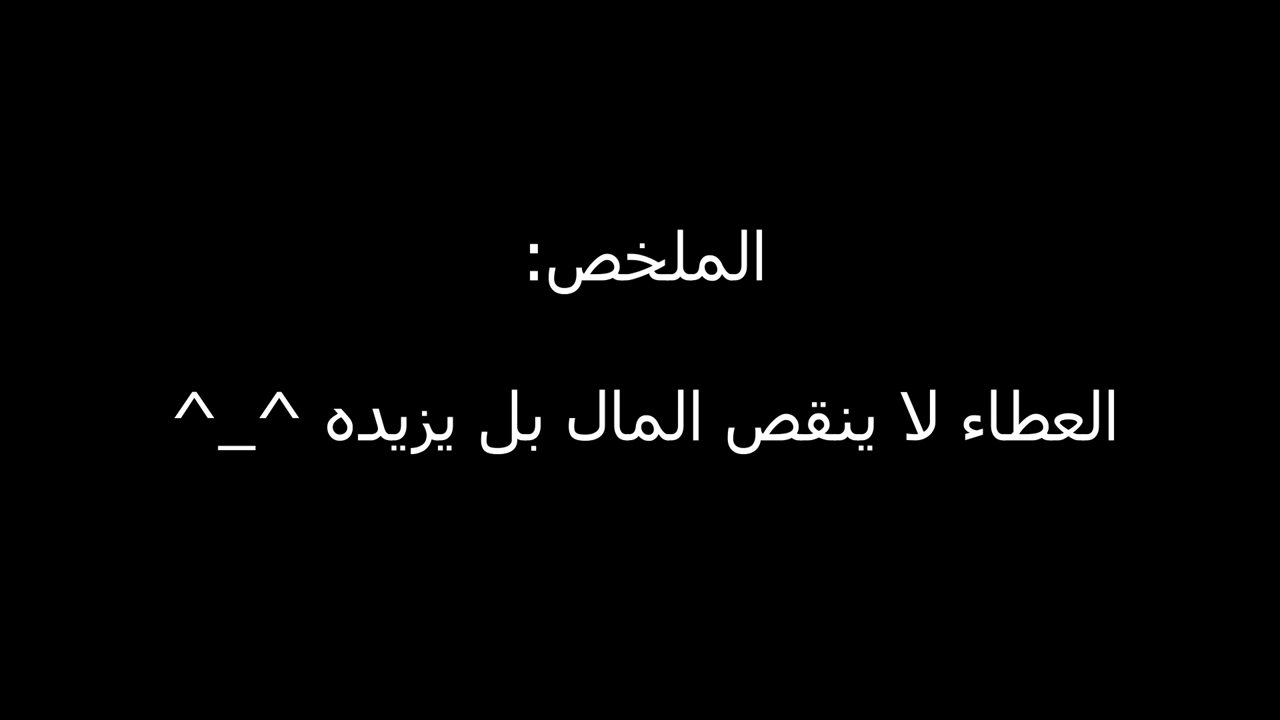 الملخص:
العطاء لا ينقص المال بل يزيده ^_^